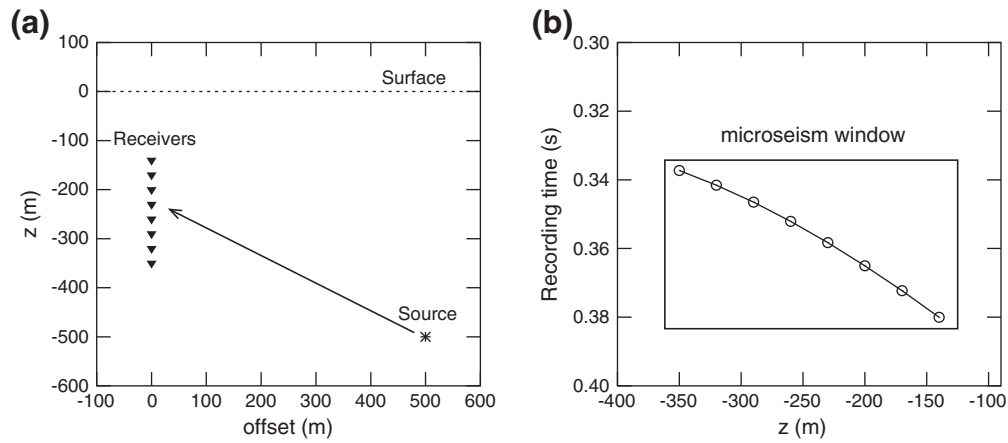 (a)
100
0
-100
-200
-300
-400
-500
-600
z (m)
Surface
Receivers
Source
-100 0 100 200 300 400 500 600
offset (m)
(b)
0.30
0.32
0.34
0.36
0.38
0.40
Recording time (s)
microseism window
-400 -350 -300 -250 -200 -150 -100
z (m)